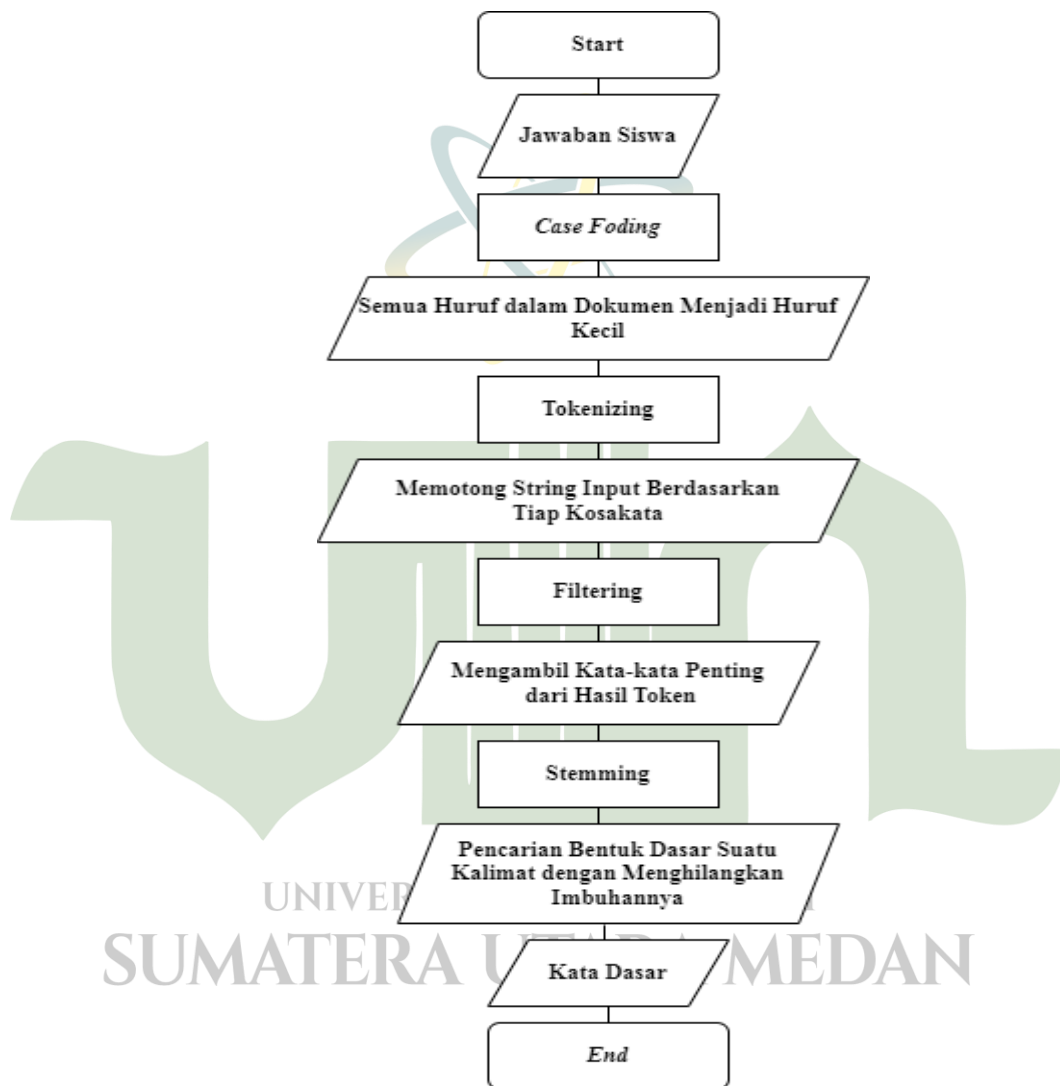 Start
Jawaban Siswa
Case Foding
Semua Huruf dalam Dokumen Menjadi Huruf
Kecil
Tokenizing
Memotong String Input Berdasarkan
Tiap Kosakata
Filtering
Mengambil Kata-kata Penting
dari Hasil Token
Stemming
Pencarian Bentuk Dasar Suatu
Kalimat dengan Menghilangkan
Imbuhannya
SUMATERA MEDAN
Kata Dasar
End